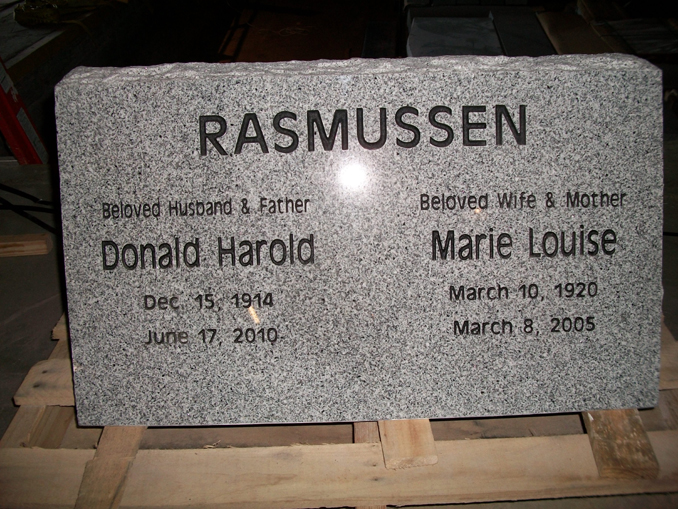 RASMUSSEN
Beloved Husband & Father
Donald Harold
Dec. 15, 1914
June 17, 2010
Beloved Wife & Mother
Marie Louise
March 10, 1920
March 8, 2005